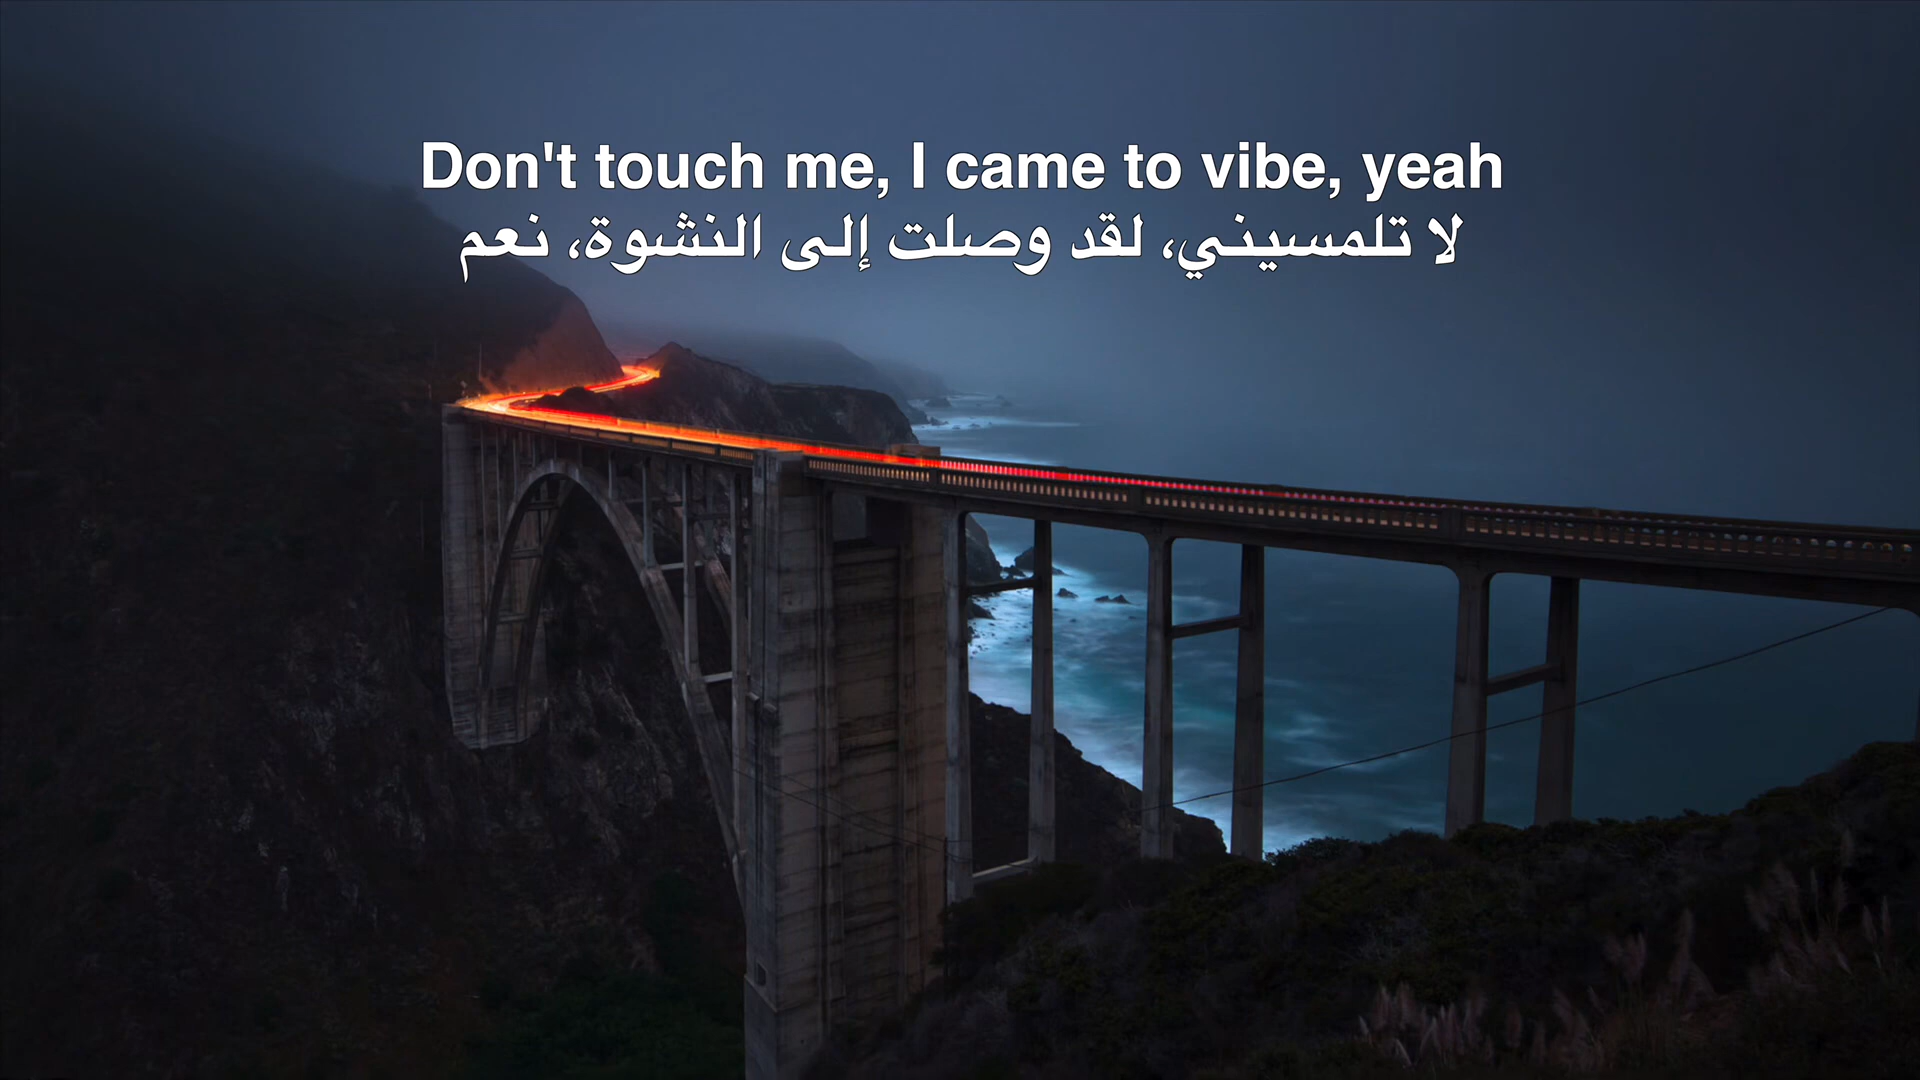 Don't touch me, I came to vibe, yeah
لا تلمسيني، لقد وصلت إلى النشوة، نعم